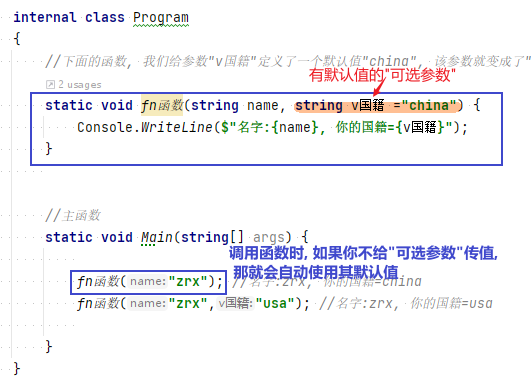 internal class Program
{
//下面的函数, 我们给参数"v国籍"定义了一个默认值"china", 该参数就变成了"
2 usages
有默认值的"可选参数"
static void fn函数(string name, string v国籍 ="china") {
Console.WriteLine($"名字:{name}, 你的国籍={v国籍}");
}
//主函数
static void Main(string[] args) {
调用函数时, 如果你不给"可选参数"传值,
那就会自动使用其默认值
fn函数( name: "zrx"); //名字:zrx, 你的国籍=china
fn函数( name: "zrx", v国籍: "usa"); //名字:zrx, 你的国籍=usa
}
}